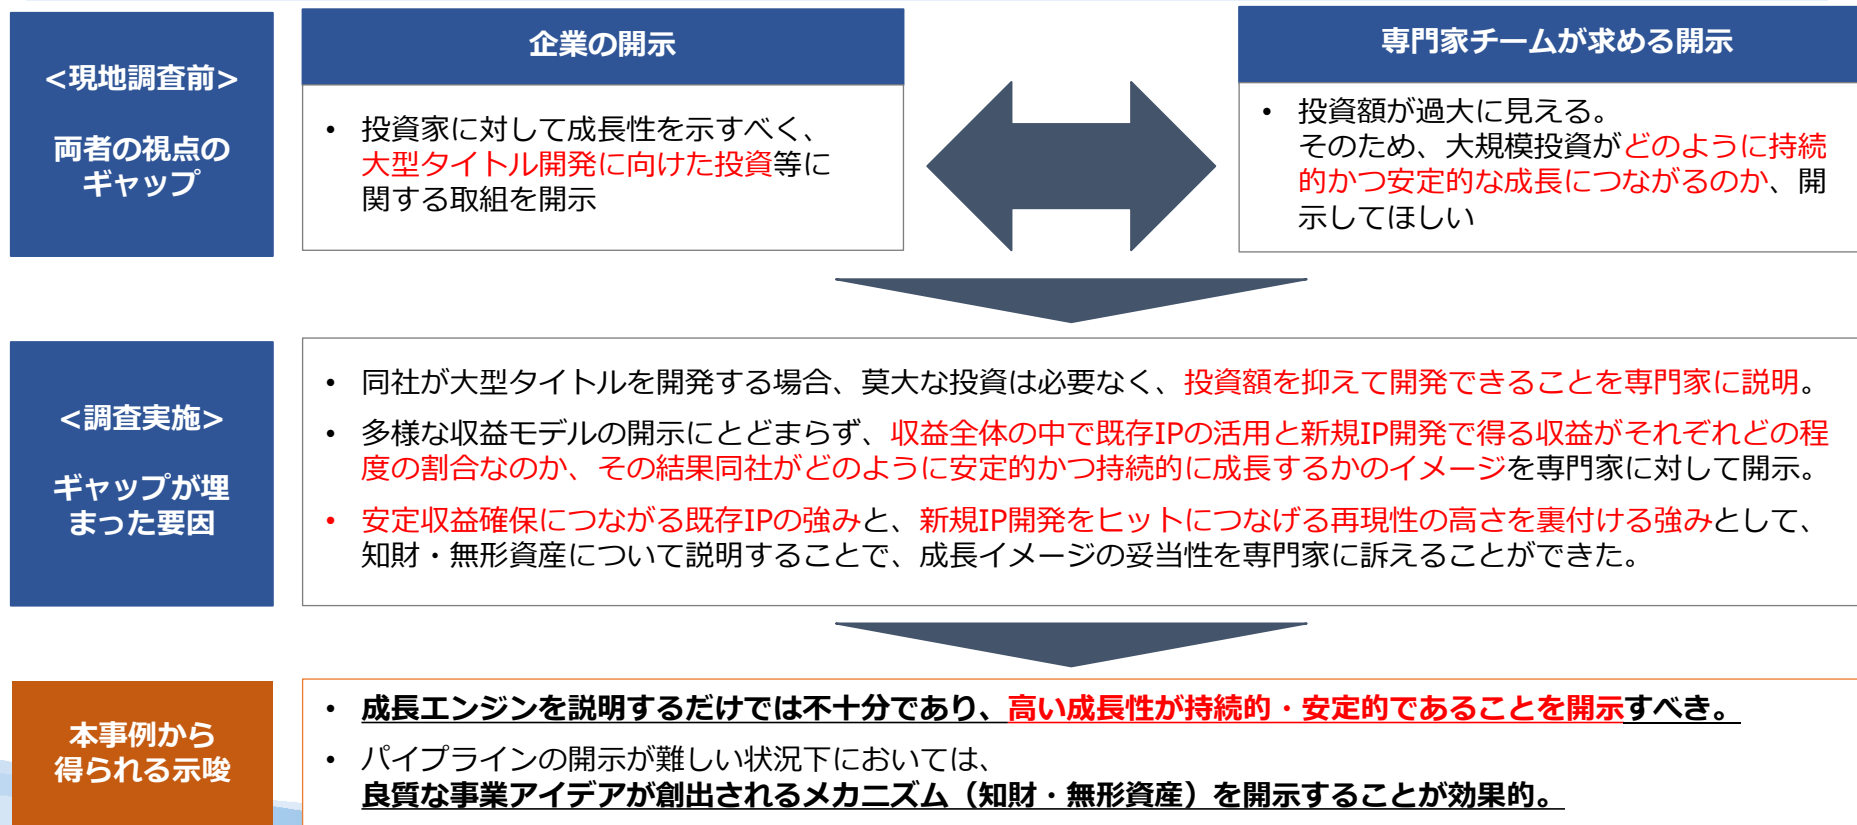 <現地調査前>
両者の視点の
ギャップ
企業の開示
• 投資家に対して成長性を示すべく、
大型タイトル開発に向けた投資等に
関する取組を開示
専門家チームが求める開示
• 投資額が過大に見える。
そのため、大規模投資がどのように持続
的かつ安定的な成長につながるのか、開
示してほしい
<調査実施>
ギャップが埋
まった要因
• 同社が大型タイトルを開発する場合、莫大な投資は必要なく、投資額を抑えて開発できることを専門家に説明。
• 多様な収益モデルの開示にとどまらず、収益全体の中で既存IPの活用と新規IP開発で得る収益がそれぞれどの程
度の割合なのか、その結果同社がどのように安定的かつ持続的に成長するかのイメージを専門家に対して開示。
• 安定収益確保につながる既存IPの強みと、新規IP開発をヒットにつなげる再現性の高さを裏付ける強みとして、
知財・無形資産について説明することで、成長イメージの妥当性を専門家に訴えることができた。
本事例から
得られる示唆
• 成長エンジンを説明するだけでは不十分であり、高い成長性が持続的・安定的であることを開示すべき。
• パイプラインの開示が難しい状況下においては、
良質な事業アイデアが創出されるメカニズム（知財・無形資産）を開示することが効果的。